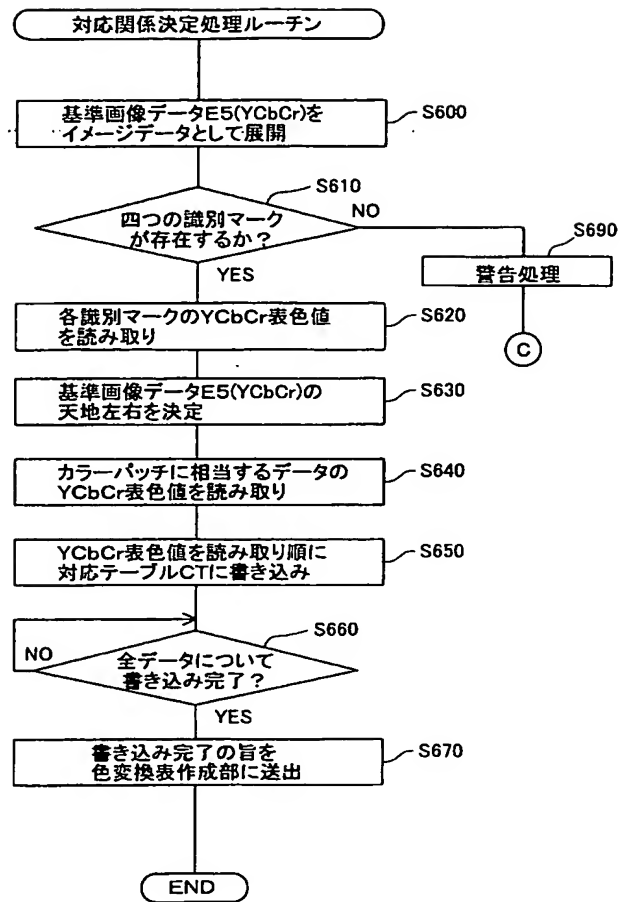 対応関係決定処理ルーチン
基準画像データE5(YCbCr)を
イメージデータとして展開
S600
S610
四つの識別マーク
が存在するか？
NO
YES
S690
警告処理
C
各識別マークのYCbCr表色値
を読み取り
S620
基準画像データE5(YCbCr)の
天地左右を決定
S630
カラーパッチに相当するデータの
YCbCr表色値を読み取り
S640
YCbCr表色値を読み取り順に
対応テーブルCTに書き込み
S650
S660
NO
全データについて
書き込み完了？
YES
書き込み完了の旨を
色変換表作成部に送出
S670
END